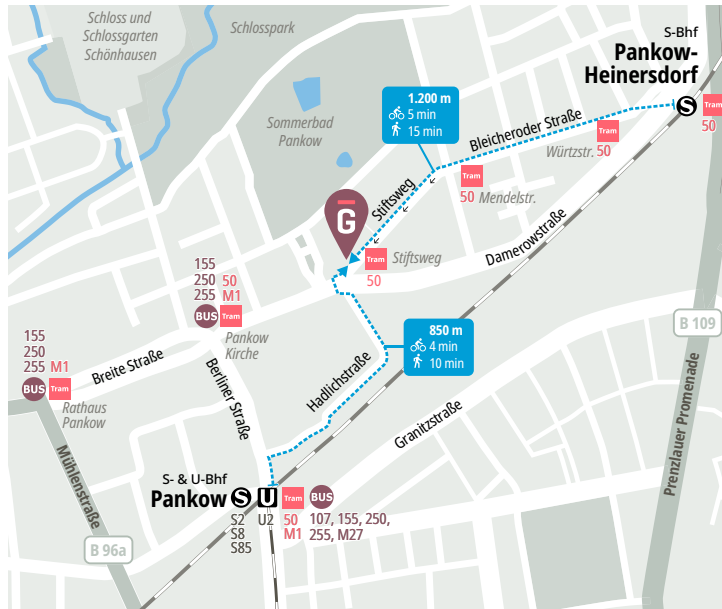 Schloss und
Schlossgarten
Schönhausen
Schlosspark
S-Bhf
Pankow-
Heinersdorf
S
Tram
50
1.200 m
5 min
15 min
Sommerbad
Pankow
Bleicheroder Straße
Tram
Würtzstr.
50
Tram
50 Mendelstr.
Stiftsweg
G
Damerowstraße
Tram
Stiftsweg
50
155
250 50
255 M1
BUS Tram
Pankow
Kirche
B 109
850 m
4 min
10 min
155
250
255 M1
BUS Tram
Rathaus
Pankow
Breite Straße
Berliner Straße
Hadlichstraße
Granitzstraße
Prenzlauer Promenade
Mühlenstraße
S- & U-Bhf
Pankow S U Tram BUS
S2 U2 50 107, 155, 250,
S8 M1 255, M27
S85
B 96a